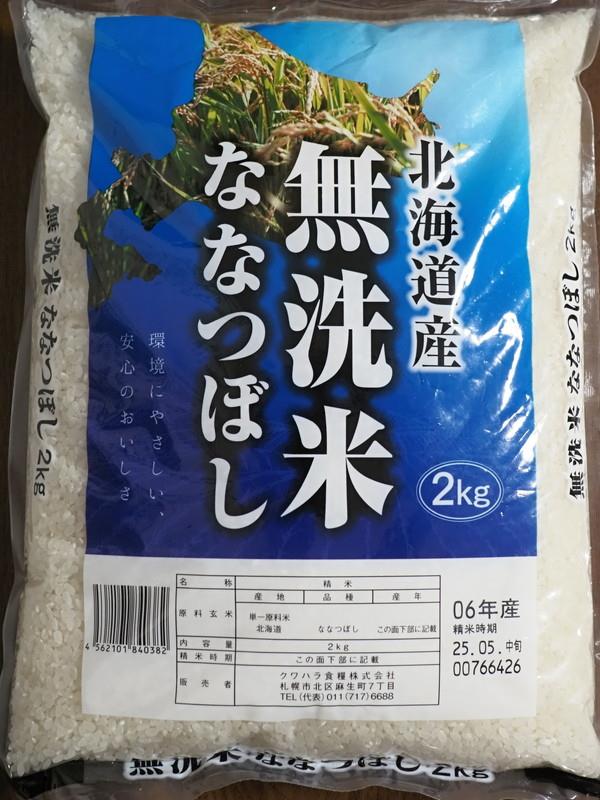 北海道産
無洗米
ななつぼし
環境にやさしい、
安心のおいしさ
2kg
無洗米 ななつぼし 2kg
無洗米 ななつぼし 2kg
名称 精米
産地 品種 産年
原料玄米
単一原料米
北海道 ななつぼし この面下部に記載
内容量 2kg
精米時期 この面下部に記載
販売者
クワハラ食糧株式会社
札幌市北区麻生町7丁目
TEL(代表)011(717)6688
4 562101 840382
06年産
精米時期
25.05.中旬
00766426
無洗米 ななつぼし 2kg